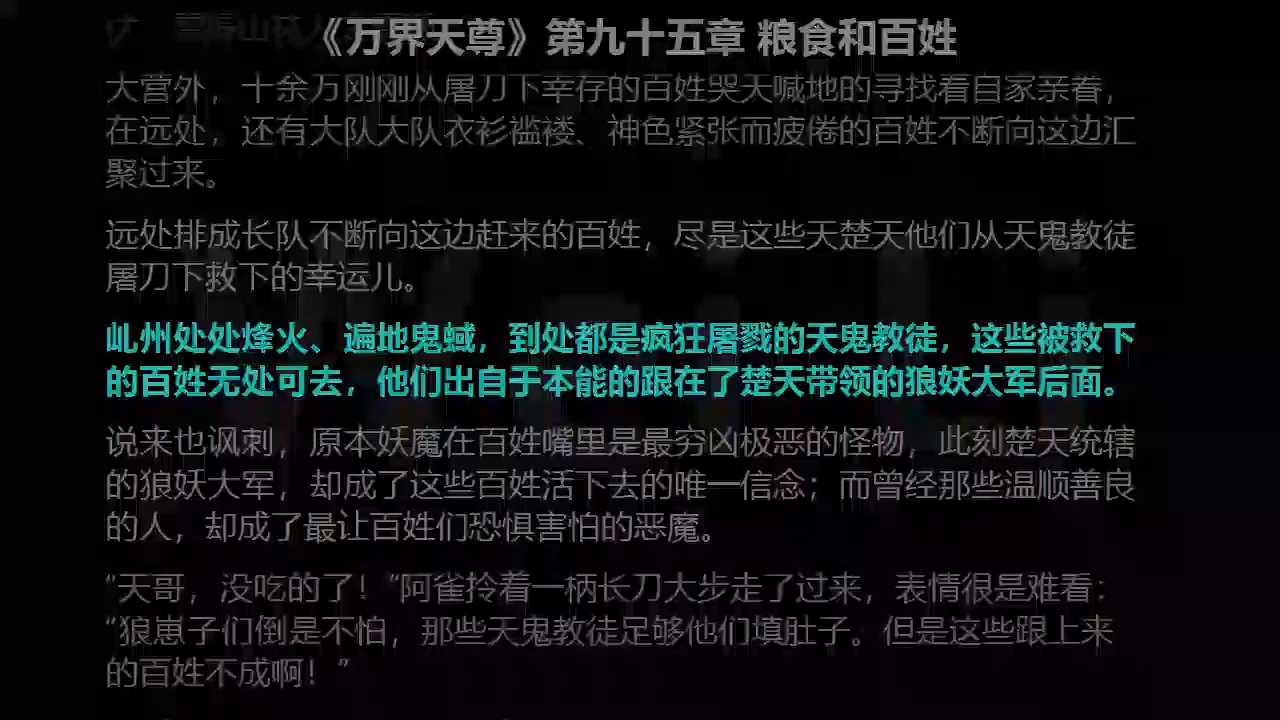 《万界天尊》第九十五章 粮食和百姓
大营外，十余万刚刚从屠刀下幸存的百姓哭天喊地的寻找着自家亲眷，
在远处，还有大队大队衣衫褴褛、神色紧张而疲倦的百姓不断向这边汇
聚过来。
远处排成长队不断向这边赶来的百姓，尽是这些天楚天他们从天鬼教徒
屠刀下救下的幸运儿。
乢州处处烽火、遍地鬼蜮，到处都是疯狂屠戮的天鬼教徒，这些被救下
的百姓无处可去，他们出自于本能的跟在了楚天带领的狼妖大军后面。
说来也讽刺，原本妖魔在百姓嘴里是最穷凶极恶的怪物，此刻楚天统辖
的狼妖大军，却成了这些百姓活下去的唯一信念；而曾经那些温顺善良
的人，却成了最让百姓们恐惧害怕的恶魔。
“天哥，没吃的了！“阿雀拎着一柄长刀大步走了过来，表情很是难看：
“狼崽子们倒是不怕，那些天鬼教徒足够他们填肚子。但是这些跟上来
的百姓不成啊！”